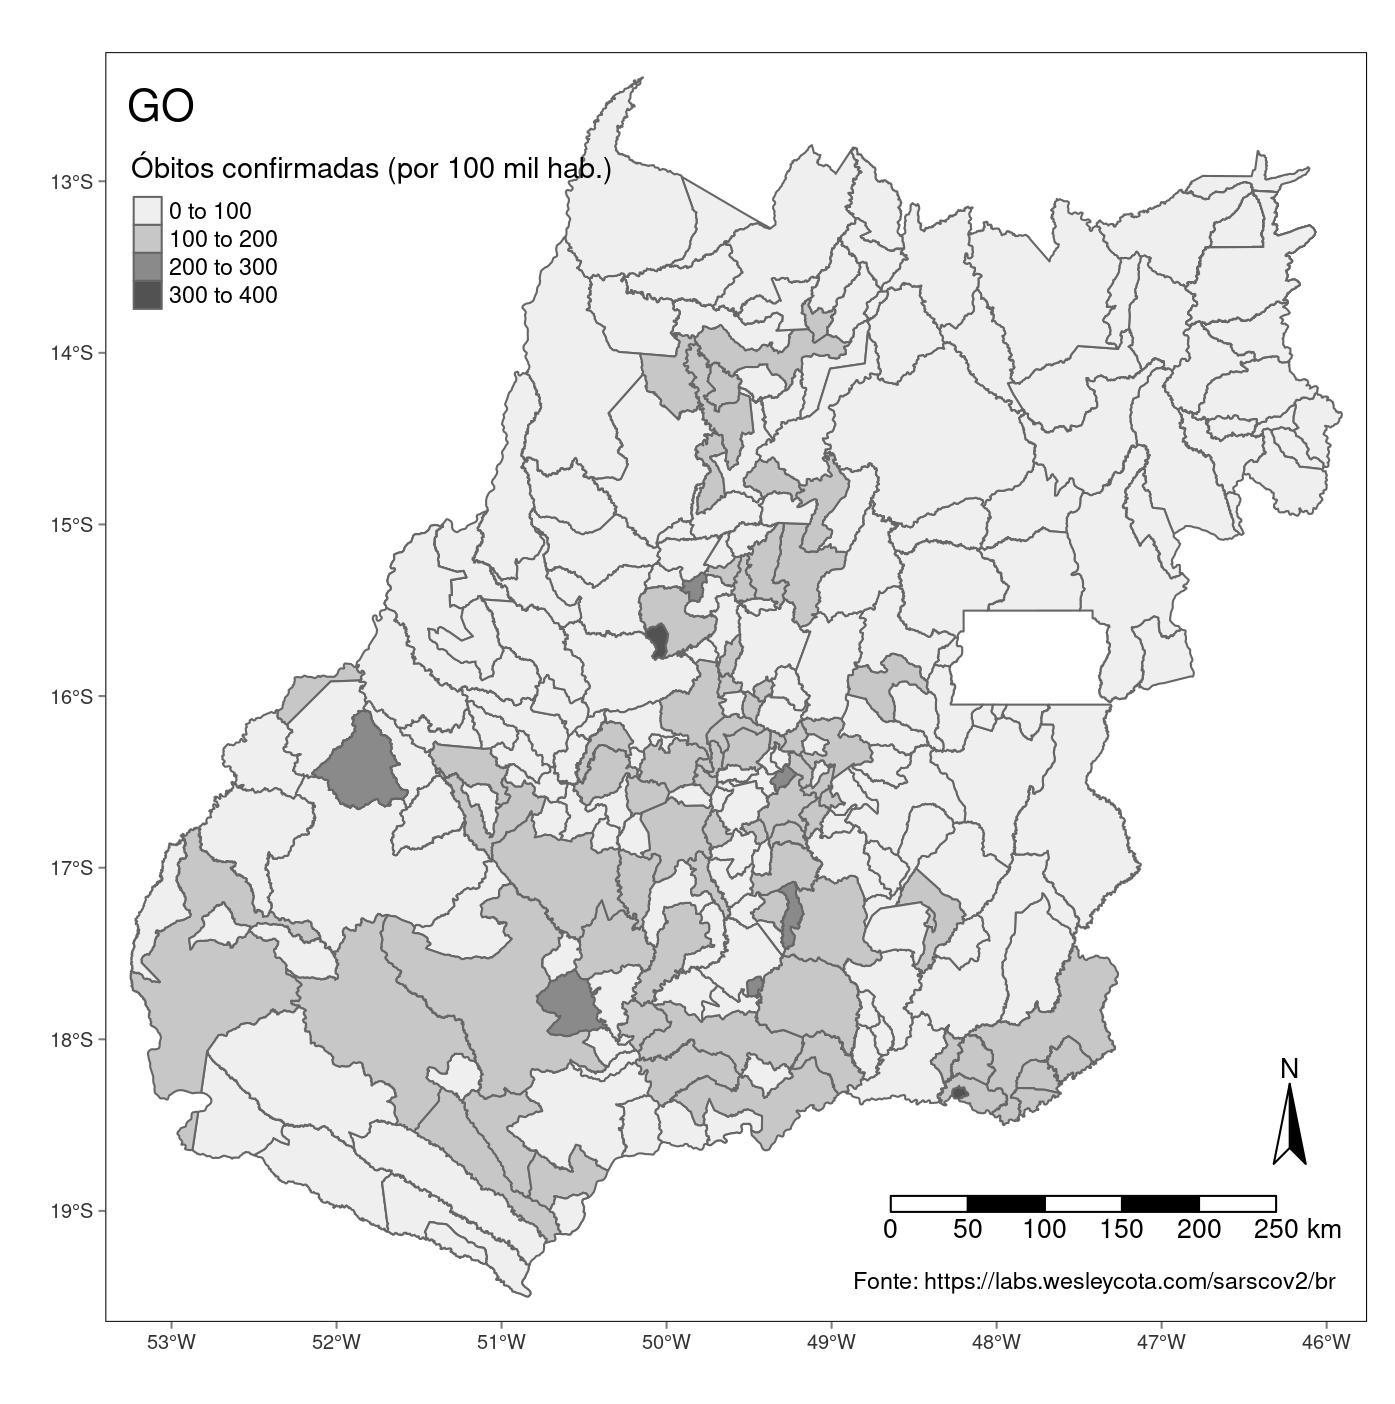 GO
Óbitos confirmadas (por 100 mil hab.)
0 to 100
100 to 200
200 to 300
300 to 400
13°S
14°S
15°S
16°S
17°S
18°S
19°S
N
0 50 100 150 200 250 km
Fonte: https://labs.wesleycota.com/sarscov2/br
53°W 52°W 51°W 50°W 49°W 48°W 47°W 46°W